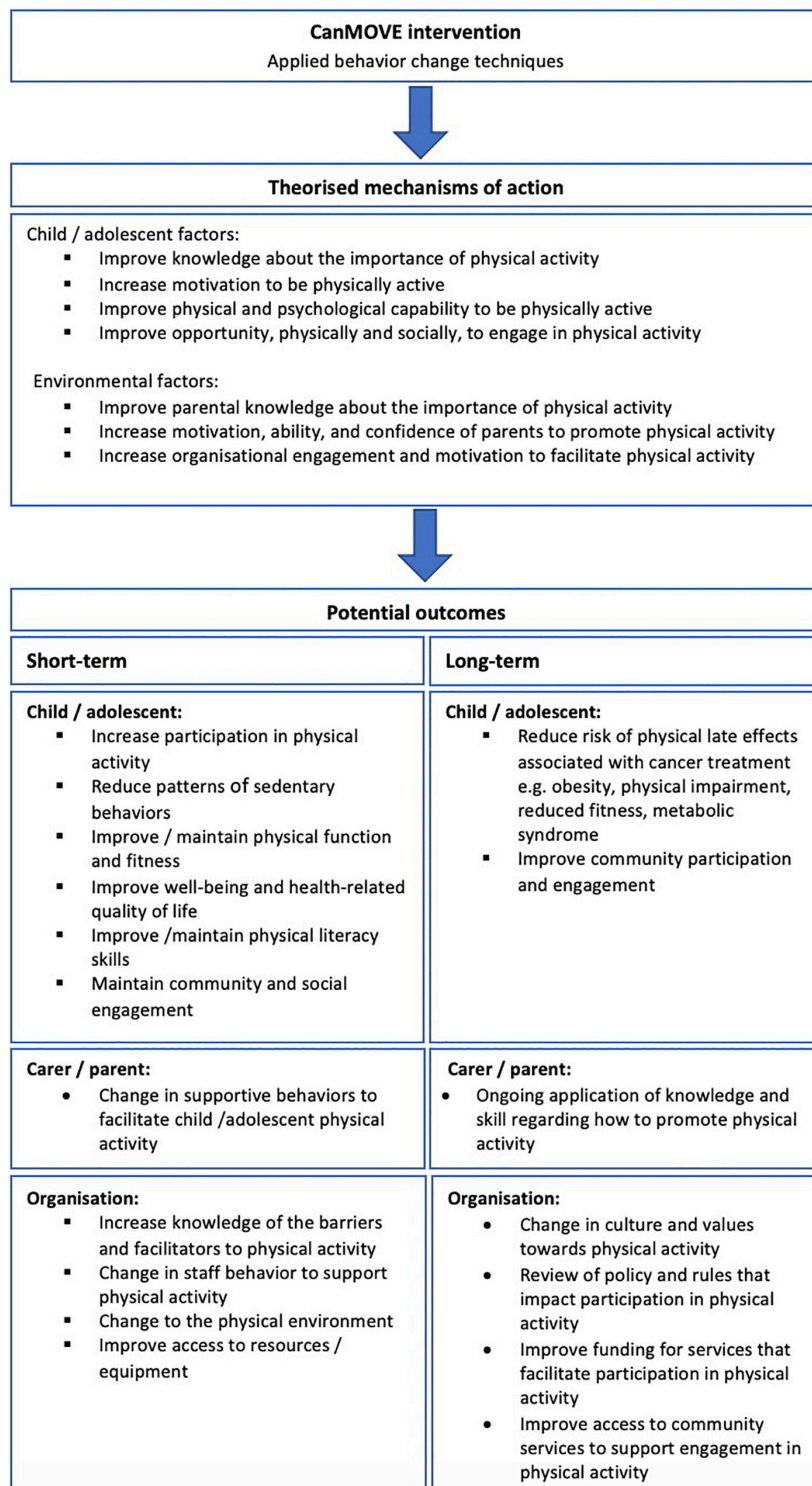 CanMOVE intervention
Applied behavior change techniques
Theorised mechanisms of action
Child / adolescent factors:
▪ Improve knowledge about the importance of physical activity
▪ Increase motivation to be physically active
▪ Improve physical and psychological capability to be physically active
▪ Improve opportunity, physically and socially, to engage in physical activity
Environmental factors:
▪ Improve parental knowledge about the importance of physical activity
▪ Increase motivation, ability, and confidence of parents to promote physical activity
▪ Increase organisational engagement and motivation to facilitate physical activity
Potential outcomes
Short-term
Long-term
Child / adolescent:
▪ Increase participation in physical
activity
▪ Reduce patterns of sedentary
behaviors
▪ Improve / maintain physical function
and fitness
▪ Improve well-being and health-related
quality of life
▪ Improve /maintain physical literacy
skills
▪ Maintain community and social
engagement
Child / adolescent:
▪ Reduce risk of physical late effects
associated with cancer treatment
e.g. obesity, physical impairment,
reduced fitness, metabolic
syndrome
▪ Improve community participation
and engagement
Carer / parent:
• Change in supportive behaviors to
facilitate child /adolescent physical
activity
Carer / parent:
• Ongoing application of knowledge and
skill regarding how to promote physical
activity
Organisation:
▪ Increase knowledge of the barriers
and facilitators to physical activity
▪ Change in staff behavior to support
physical activity
▪ Change to the physical environment
▪ Improve access to resources /
equipment
Organisation:
• Change in culture and values
towards physical activity
• Review of policy and rules that
impact participation in physical
activity
• Improve funding for services that
facilitate participation in physical
activity
• Improve access to community
services to support engagement in
physical activity